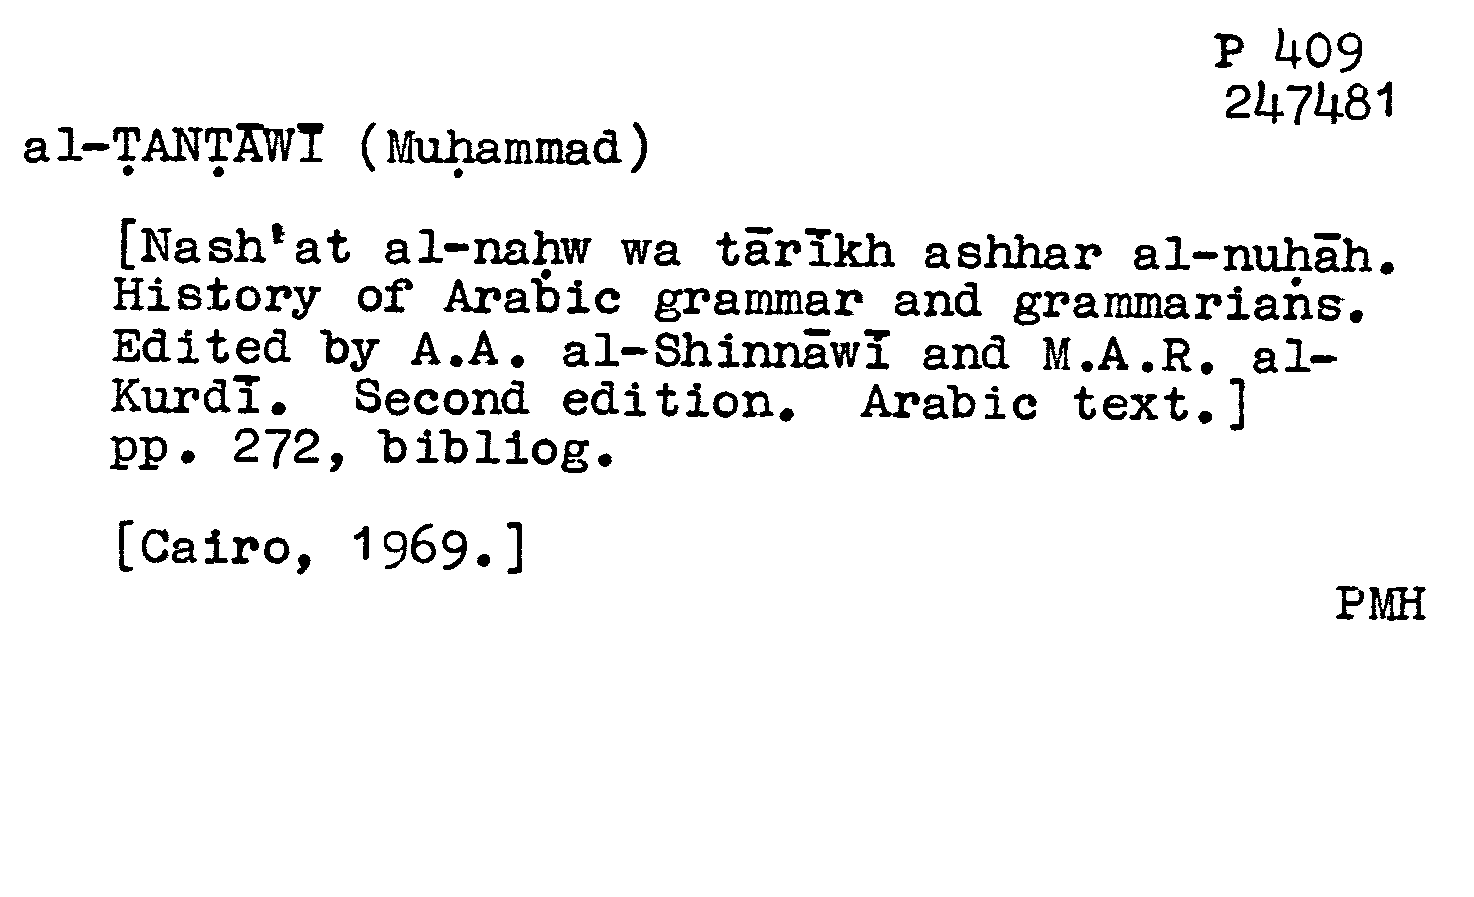 P 409
247481
al-ṬANṬĀWĪ (Muḥammad)
[Nash'at al-naḥw wa tārīkh ashhar al-nuḥāh.
History of Arabic grammar and grammarians.
Edited by A.A. al-Shinnāwī and M.A.R. al-
Kurdī. Second edition. Arabic text.]
pp. 272, bibliog.
[Cairo, 1969.]
PMH